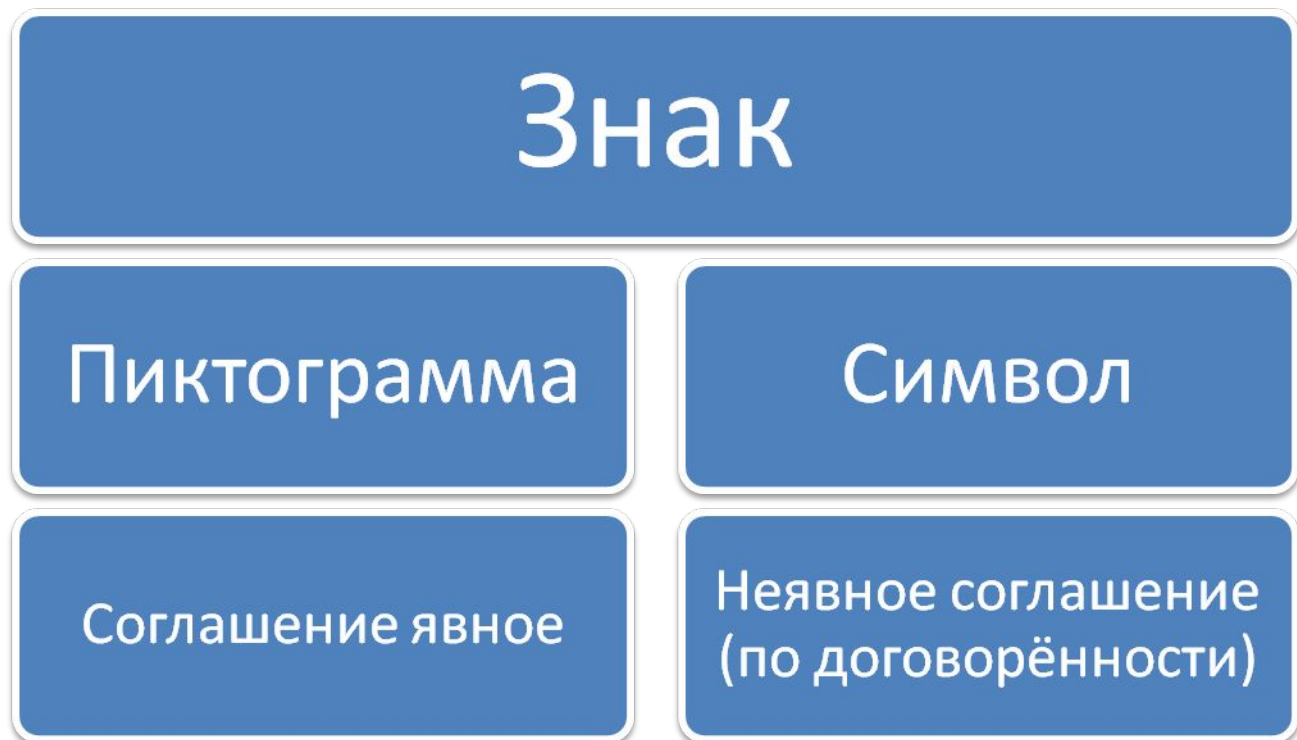 Знак
Пиктограмма
Символ
Соглашение явное
Неявное соглашение
(по договорённости)